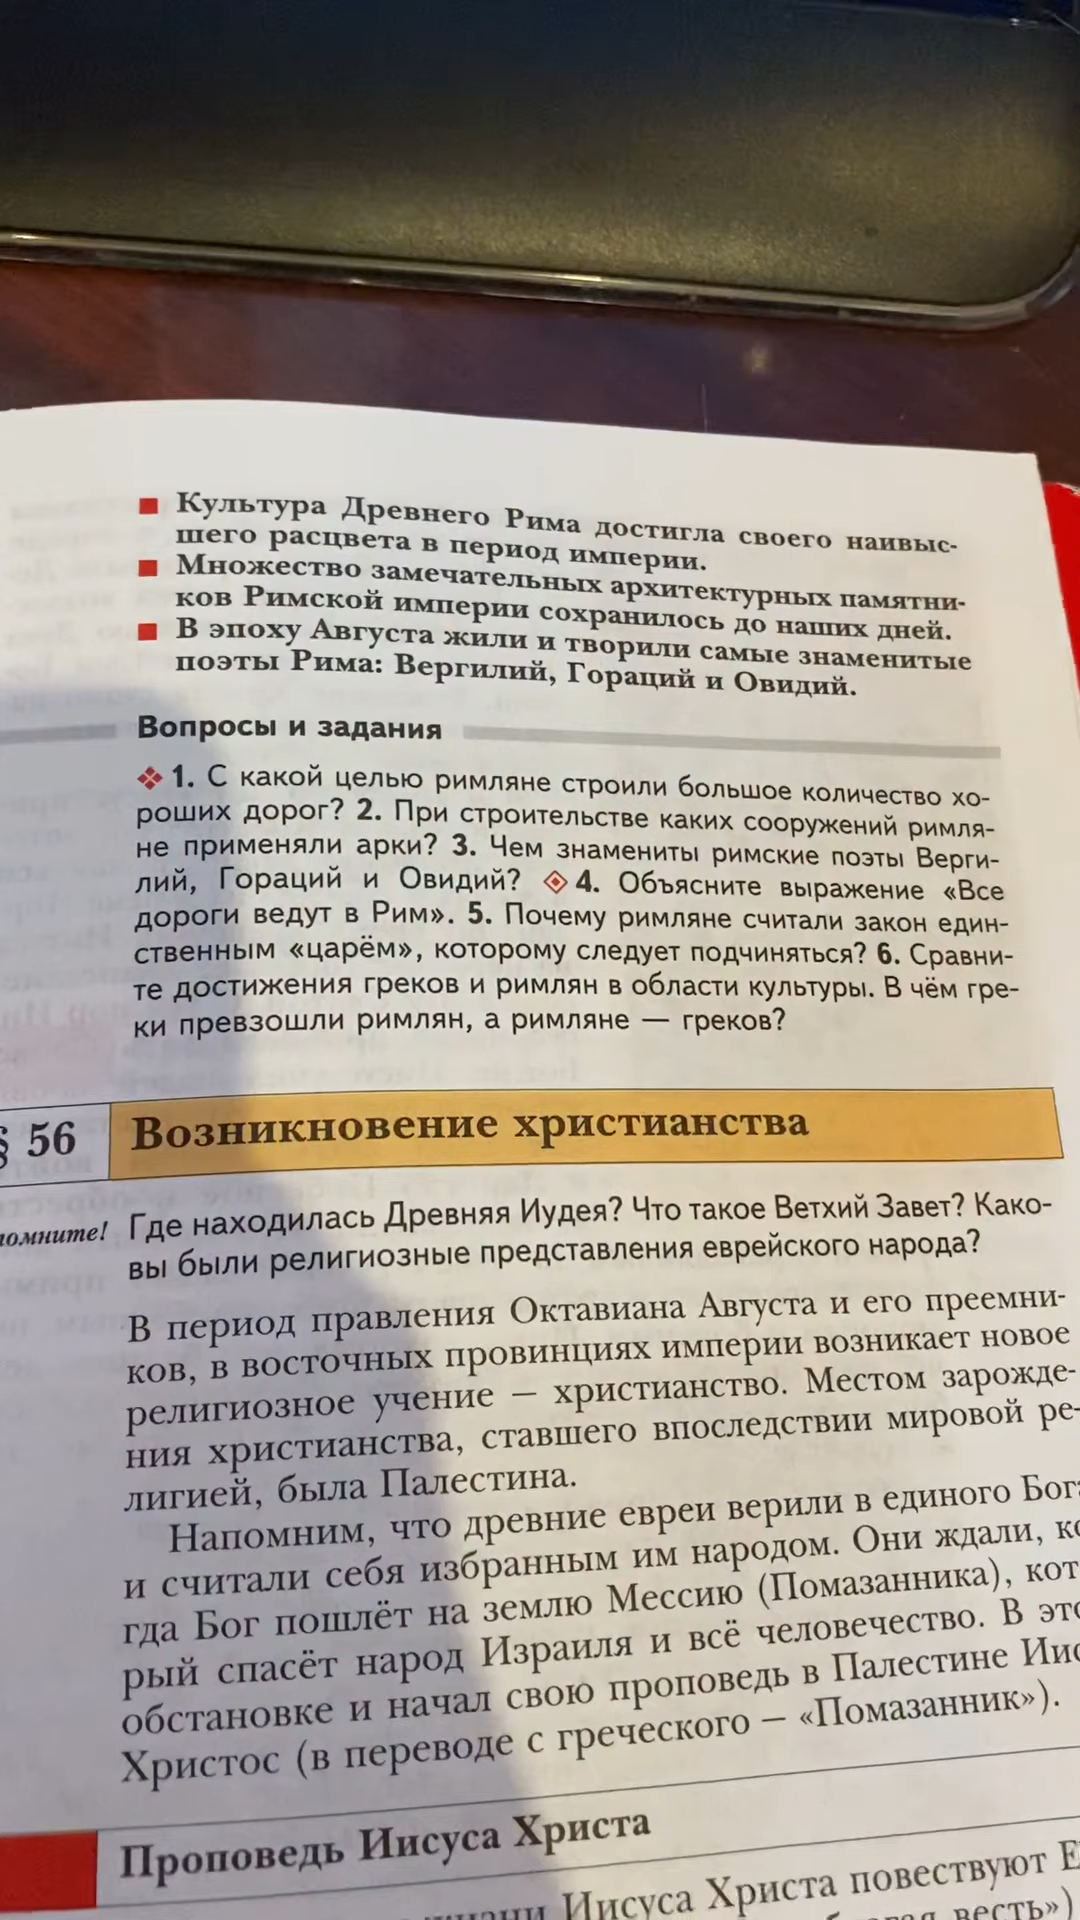 Культура Древнего Рима достигла своего наивыс-
шего расцвета в период империи.
Множество замечательных архитектурных памятни-
ков Римской империи сохранилось до наших дней.
В эпоху Августа жили и творили самые знаменитые
поэты Рима: Вергилий, Гораций и Овидий.
Вопросы и задания
1. С какой целью римляне строили большое количество хо-
роших дорог? 2. При строительстве каких сооружений римля-
не применяли арки? 3. Чем знамениты римские поэты Верги-
лий, Гораций и Овидий? 4. Объясните выражение «Все
дороги ведут в Рим». 5. Почему римляне считали закон един-
ственным «царём», которому следует подчиняться? 6. Сравни-
те достижения греков и римлян в области культуры. В чём гре-
ки превзошли римлян, а римляне — греков?
§ 56 Возникновение христианства
помните! Где находилась Древняя Иудея? Что такое Ветхий Завет? Како-
вы были религиозные представления еврейского народа?
В период правления Октавиана Августа и его преемни-
ков, в восточных провинциях империи возникает новое
религиозное учение — христианство. Местом зарожде-
ния христианства, ставшего впоследствии мировой ре-
лигией, была Палестина.
Напомним, что древние евреи верили в единого Бога
и считали себя избранным им народом. Они ждали, ко
гда Бог пошлёт на землю Мессию (Помазанника), кот
рый спасёт народ Израиля и всё человечество. В это
обстановке и начал свою проповедь в Палестине Иис
Христос (в переводе с греческого — «Помазанник»).
Проповедь Иисуса Христа
Иисуса Христа повествуют Е
весть»)